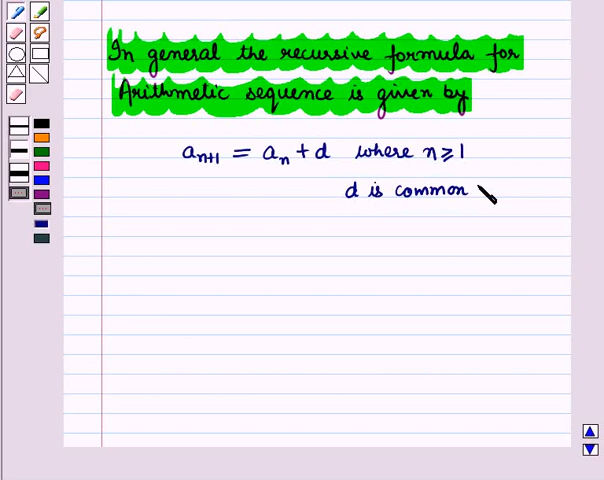 In general the recursive formula for
Arithmetic sequence is given by
aₙ₊₁ = aₙ + d where n ⩾ 1
d is common